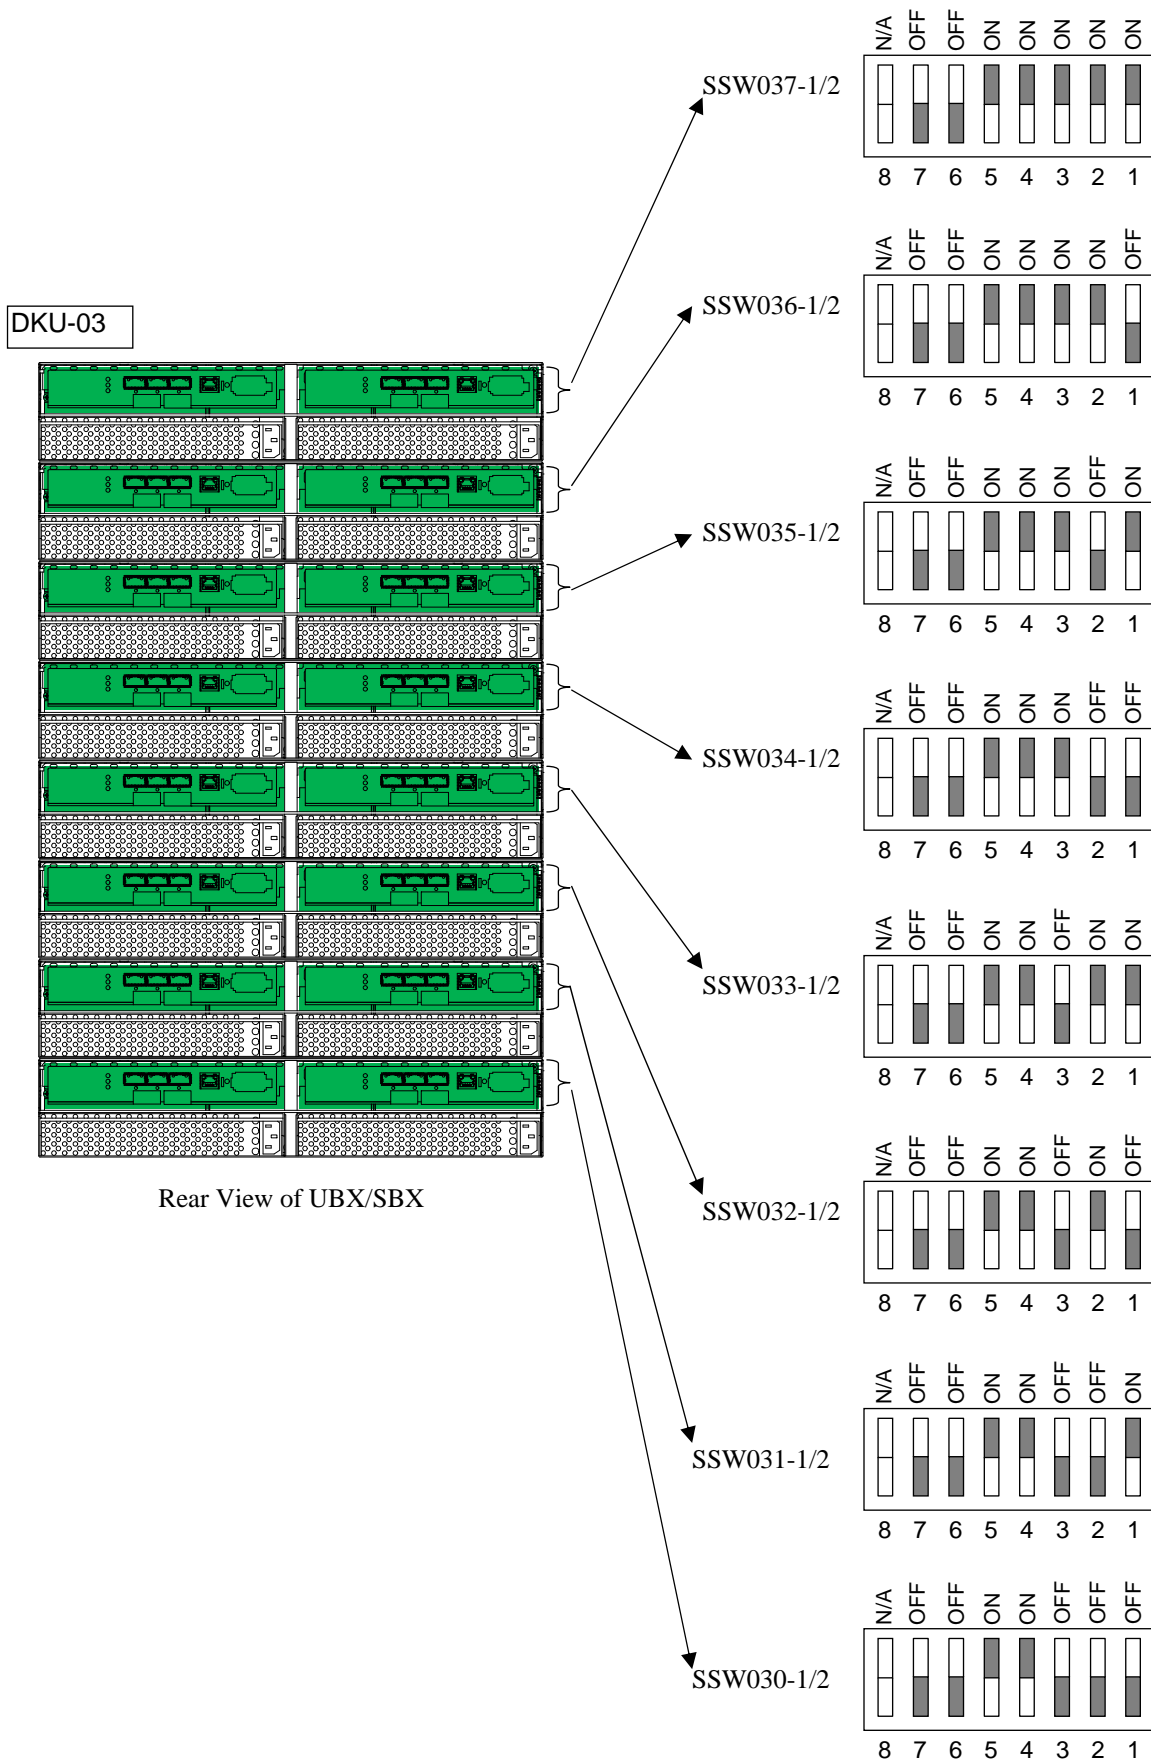 N/A OFF OFF ON ON ON ON ON
SSW037-1/2
8 7 6 5 4 3 2 1
N/A OFF OFF ON ON ON ON OFF
SSW036-1/2
8 7 6 5 4 3 2 1
DKU-03
N/A OFF OFF ON ON ON OFF ON
SSW035-1/2
8 7 6 5 4 3 2 1
N/A OFF OFF ON ON ON OFF OFF
SSW034-1/2
8 7 6 5 4 3 2 1
N/A OFF OFF ON ON OFF ON ON
SSW033-1/2
8 7 6 5 4 3 2 1
N/A OFF OFF ON ON OFF ON OFF
Rear View of UBX/SBX
SSW032-1/2
8 7 6 5 4 3 2 1
N/A OFF OFF ON ON OFF OFF ON
SSW031-1/2
8 7 6 5 4 3 2 1
N/A OFF OFF ON ON OFF OFF OFF
SSW030-1/2
8 7 6 5 4 3 2 1